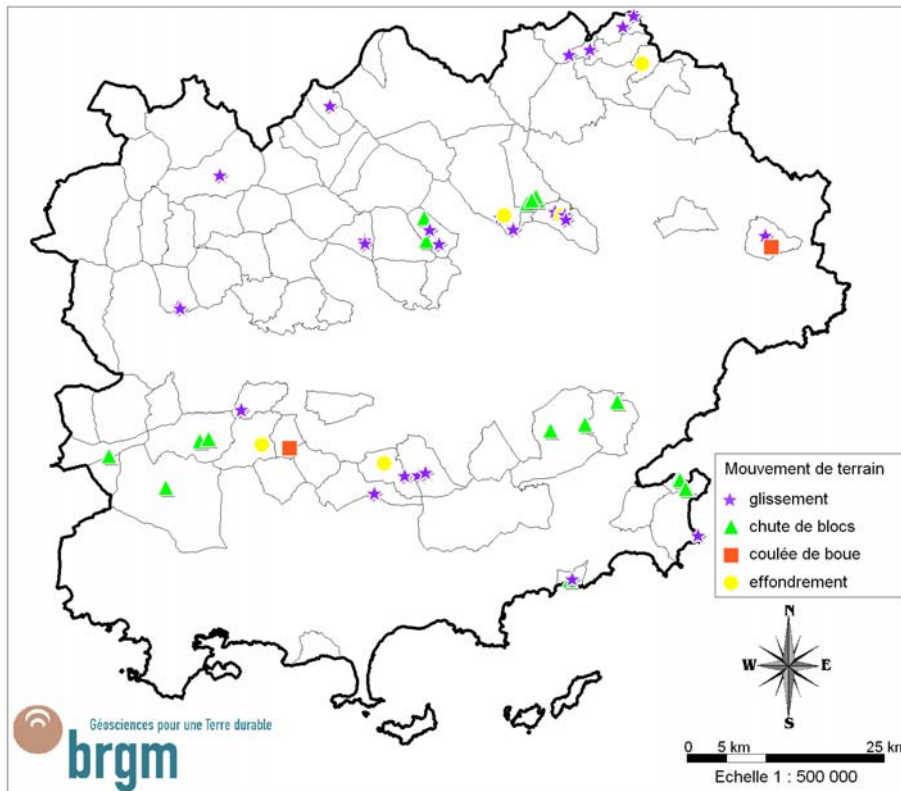 Mouvement de terrain
glissement
chute de blocs
coulée de boue
effondrement
N
W E
S
Géosciences pour une Terre durable
brgm
0 5 km 25 km
Echelle 1 : 500 000